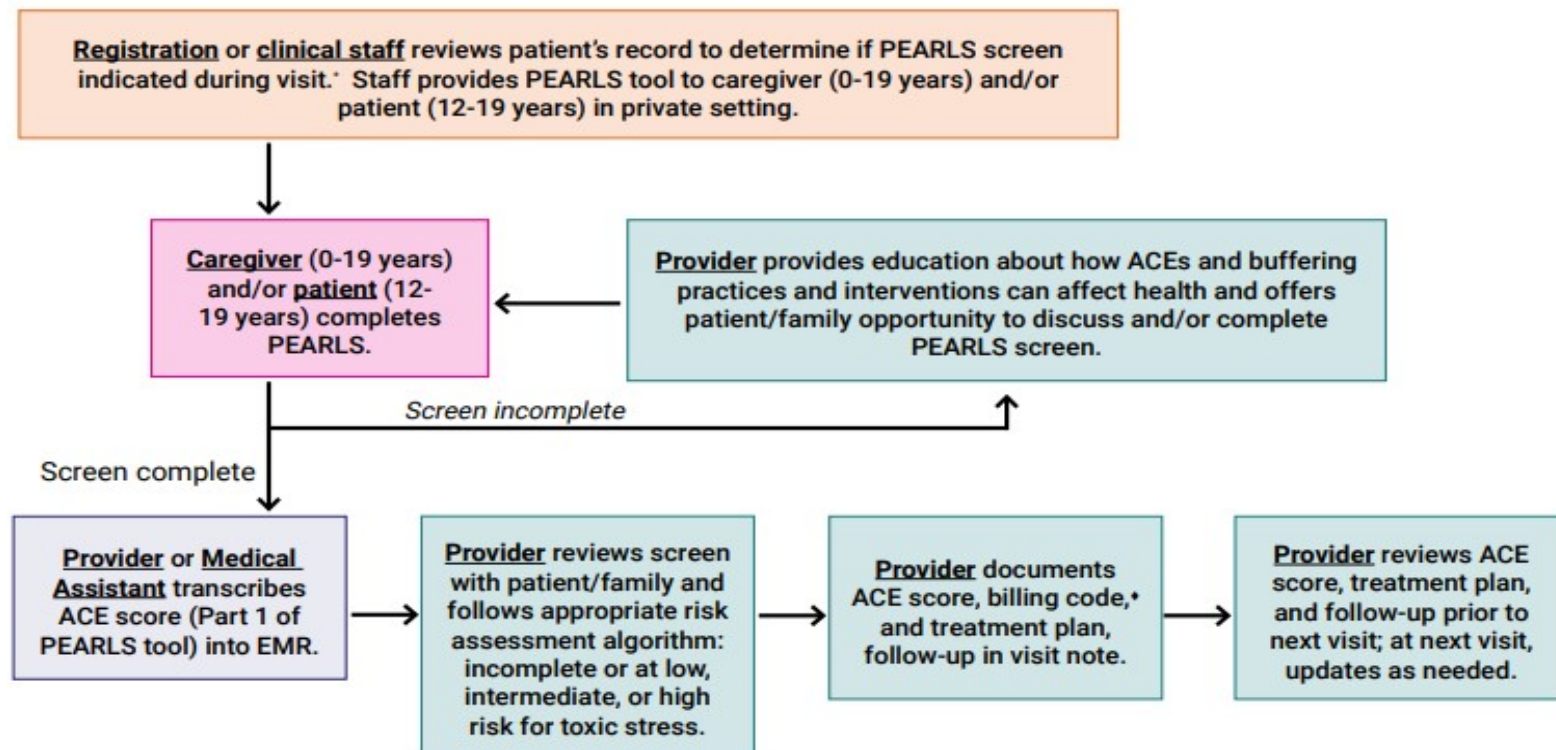 Registration or clinical staff reviews patient's record to determine if PEARLS screen
indicated during visit.* Staff provides PEARLS tool to caregiver (0-19 years) and/or
patient (12-19 years) in private setting.
Caregiver (0-19 years)
and/or patient (12-
19 years) completes
PEARLS.
Provider provides education about how ACEs and buffering
practices and interventions can affect health and offers
patient/family opportunity to discuss and/or complete
PEARLS screen.
Screen incomplete
Screen complete
Provider or Medical
Assistant transcribes
ACE score (Part 1 of
PEARLS tool) into EMR.
Provider reviews screen
with patient/family and
follows appropriate risk
assessment algorithm:
incomplete or at low,
intermediate, or high
risk for toxic stress.
Provider documents
ACE score, billing code,♦
and treatment plan,
follow-up in visit note.
Provider reviews ACE
score, treatment plan,
and follow-up prior to
next visit; at next visit,
updates as needed.